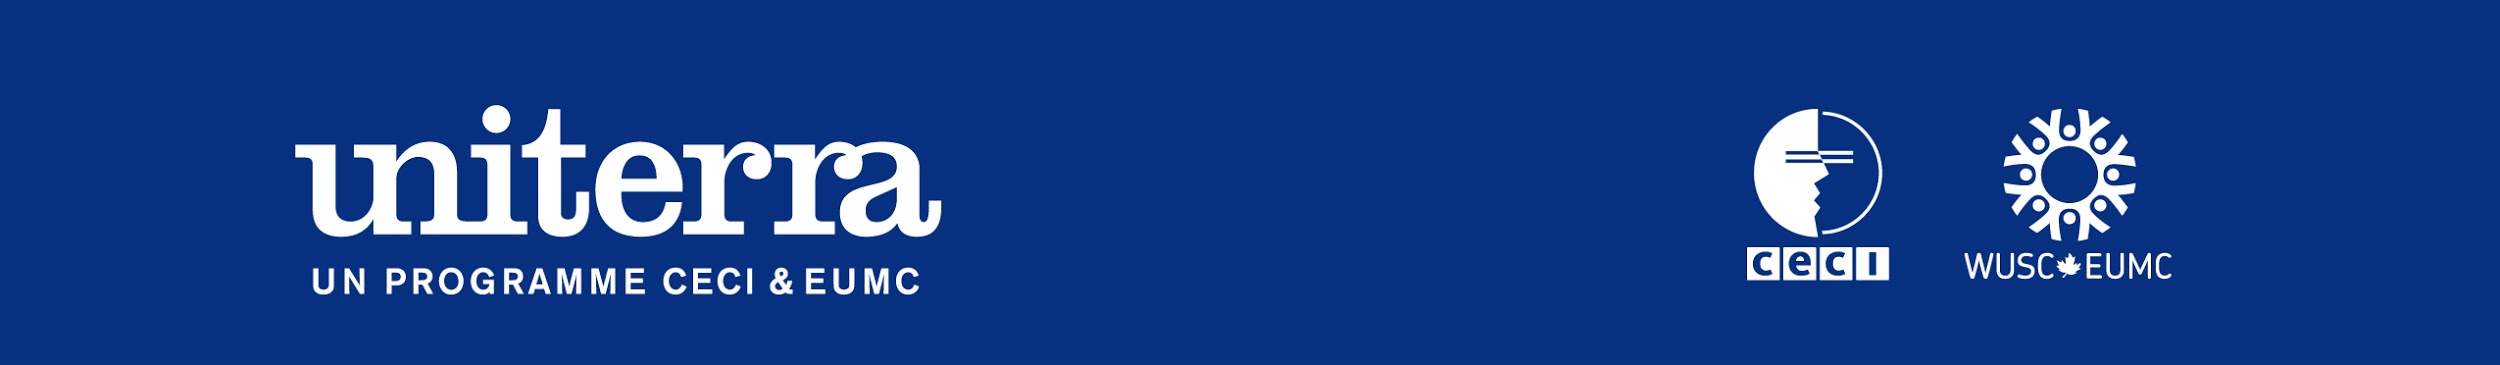 uniterra
UN PROGRAMME CECI & EUMC
ceci
WUSC EUMC